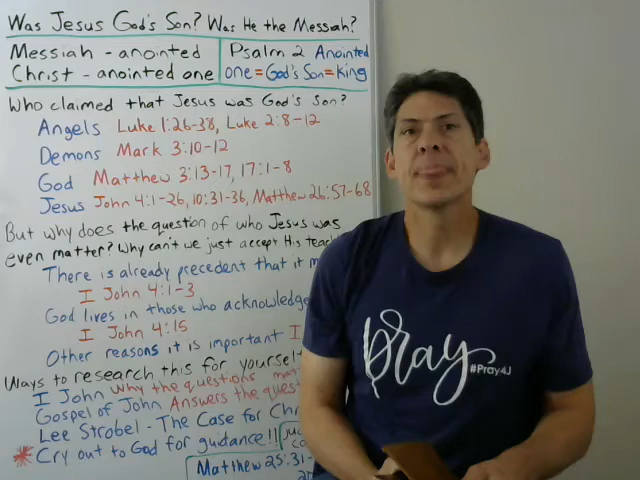 Was Jesus God's Son? Was He the Messiah?
Messiah - anointed
Christ - anointed one
Psalm 2 Anointed
one = God's Son = king
Who claimed that Jesus was God's son?
Angels Luke 1:26-38, Luke 2:8-12
Demons Mark 3:10-12
God Matthew 3:13-17, 17:1-8
Jesus John 4:1-26, 10:31-36, Matthew 26:57-68
But why does the question of who Jesus was
even matter? Why can't we just accept His
There is already precedent that it
I John 4:1-3
God lives in those who acknowledge
I John 4:15
Other reasons it is important I
Ways to research this for yourself
I John Why the questions
Gospel of John Answers the
Lee Strobel - The Case for
* Cry out to God for guidance!!
Matthew 25:31-
pray
#Pray4J